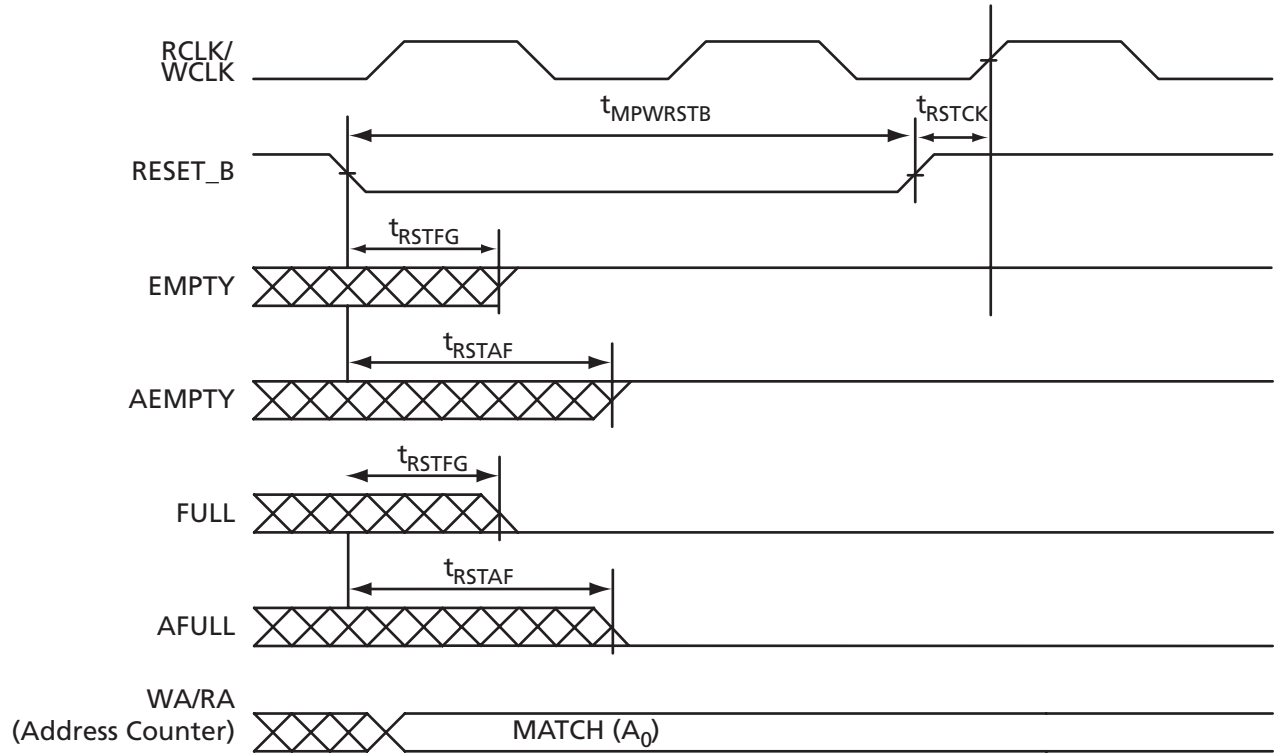 RCLK/
WCLK
tMPWRSTB
tRSTCK
RESET_B
tRSTFG
EMPTY
tRSTAF
AEMPTY
tRSTFG
FULL
tRSTAF
AFULL
WA/RA
(Address Counter)
MATCH (A0)